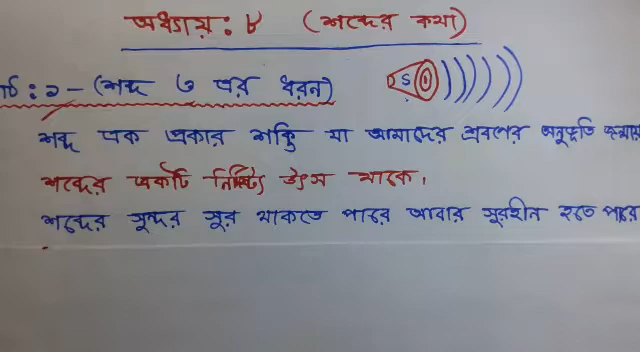 অধ্যায়: ৮ (শব্দের কথা)
ঠ: ১ - (শব্দ ও এর ধরন)
S
শব্দ এক প্রকার শক্তি যা আমাদের শ্রবণের অনুভূতি জন্মায়
শব্দের একটি নির্দিষ্ট উৎস থাকে।
শব্দের সুন্দর সুর থাকতে পারে আবার সুরহীন হতে পারে